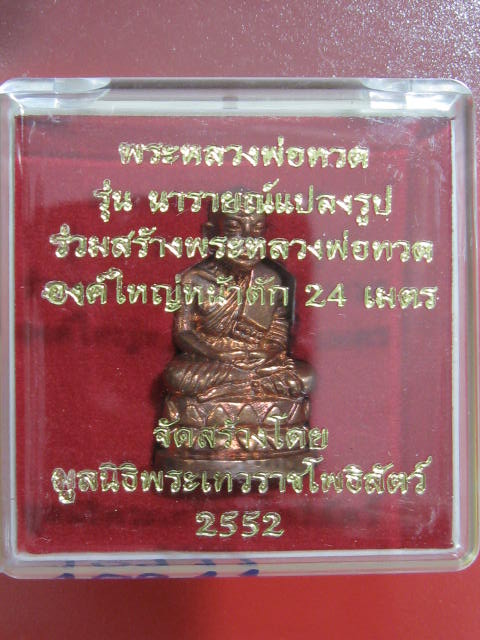 พระหลวงพ่อทวด
รุ่น นารายณ์แปลงรูป
ร่วมสร้างพระหลวงพ่อทวด
องค์ใหญ่หน้าตัก 24 เมตร
จัดสร้างโดย
มูลนิธิพระเทวราชโพธิสัตว์
2552